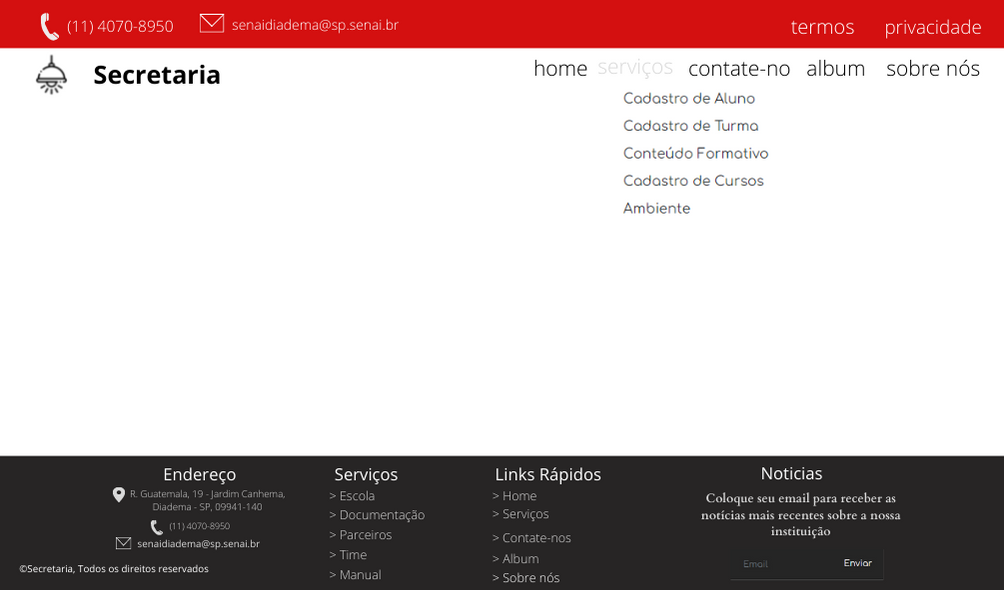 (11) 4070-8950 senaidiadema@sp.senai.br termos privacidade
Secretaria home serviços contate-no album sobre nós
Cadastro de Aluno
Cadastro de Turma
Conteúdo Formativo
Cadastro de Cursos
Ambiente
Endereço
R. Guatemala, 19 - Jardim Canhema,
Diadema - SP, 09941-140
(11) 4070-8950
senaidiadema@sp.senai.br
©Secretaria, Todos os direitos reservados
Serviços
> Escola
> Documentação
> Parceiros
> Time
> Manual
Links Rápidos
> Home
> Serviços
> Contate-nos
> Album
> Sobre nós
Noticias
Coloque seu email para receber as
notícias mais recentes sobre a nossa
instituição
Email Enviar